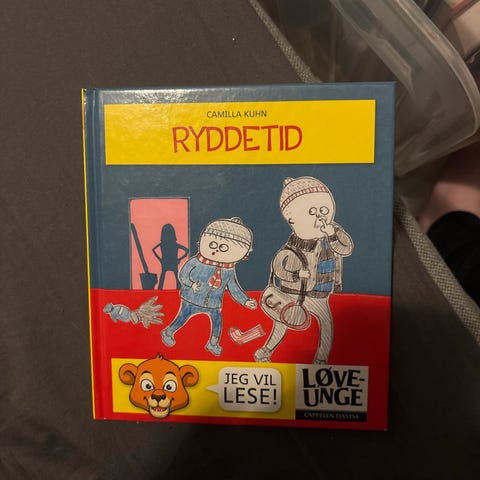 CAMILLA KUHN
RYDDETID
JEG VIL
LESE!
LØVE-
UNGE
CAPPELEN DAMM